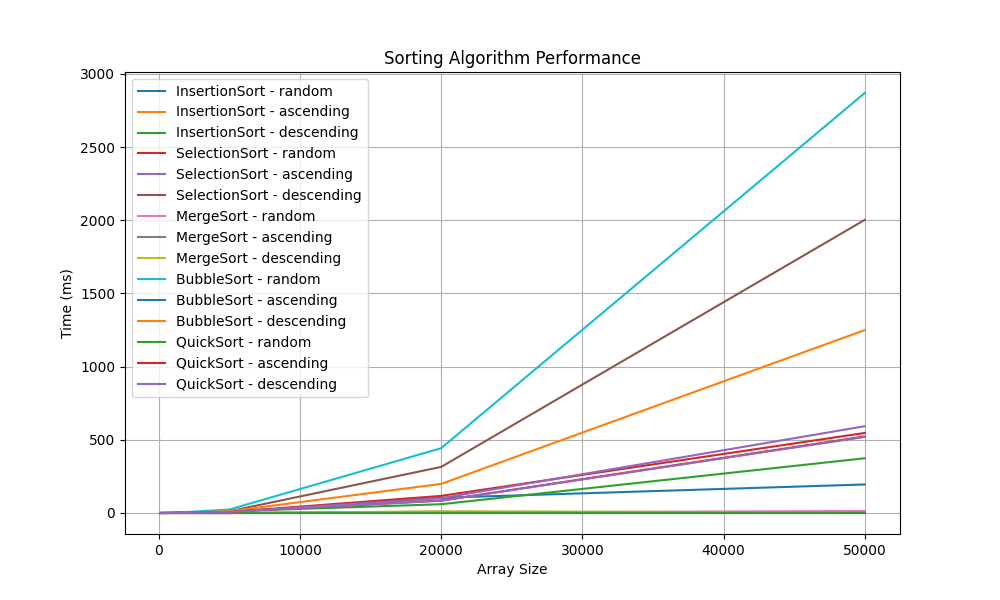 Sorting Algorithm Performance
3000
2500
2000
1500
1000
500
0
Time (ms)
InsertionSort - random
InsertionSort - ascending
InsertionSort - descending
SelectionSort - random
SelectionSort - ascending
SelectionSort - descending
MergeSort - random
MergeSort - ascending
MergeSort - descending
BubbleSort - random
BubbleSort - ascending
BubbleSort - descending
QuickSort - random
QuickSort - ascending
QuickSort - descending
0 10000 20000 30000 40000 50000
Array Size